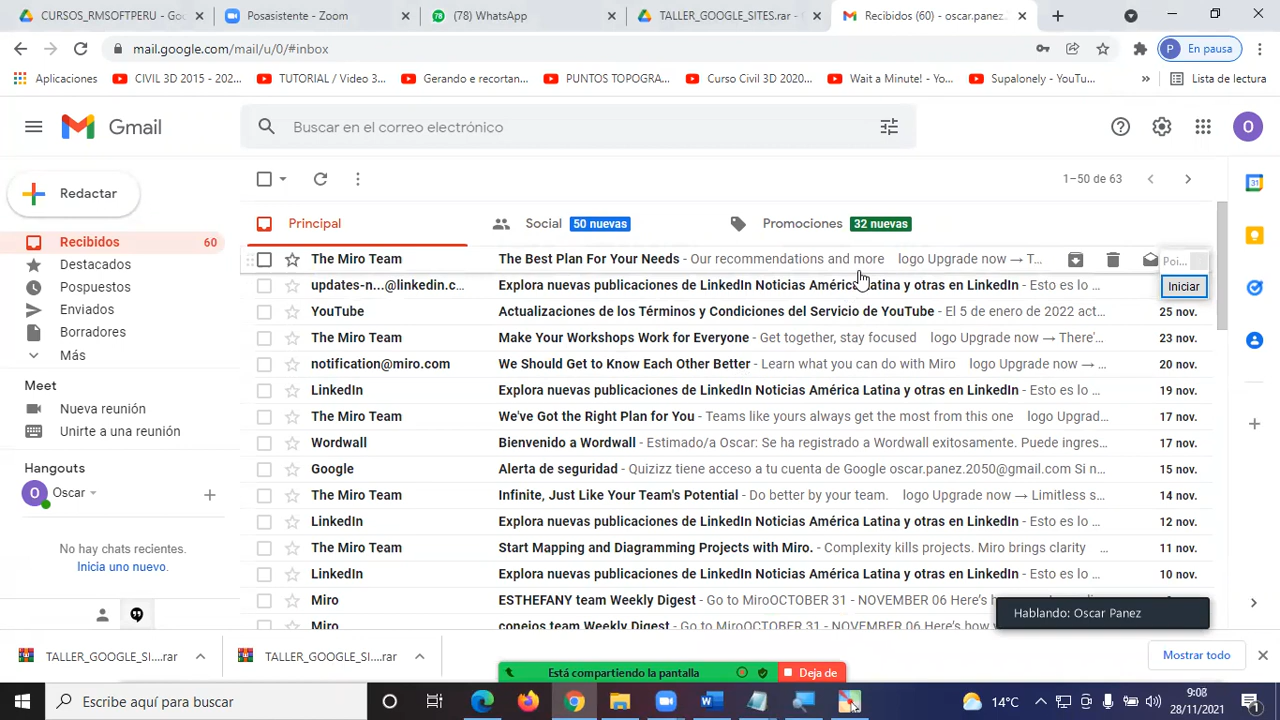 CURSOS_RMSOFTPERU - Go
Posasistente - Zoom
(78) WhatsApp
TALLER_GOOGLE_SITES.rar -
Recibidos (60) - oscar.panez.
mail.google.com/mail/u/0/#inbox
P
En pausa
Aplicaciones
CIVIL 3D 2015 - 202...
TUTORIAL / Video 3...
Gerando e recortan...
PUNTOS TOPOGRA...
Curso Civil 3D 2020...
Wait a Minute! - Yo...
Supalonely - YouTu...
»
Lista de lectura
Gmail
Buscar en el correo electrónico
O
Redactar
1–50 de 63
Recibidos 60
Destacados
Pospuestos
Enviados
Borradores
Más
Meet
Nueva reunión
Unirte a una reunión
Hangouts
O Oscar
No hay chats recientes.
Inicia uno nuevo.
Principal
Social 50 nuevas
Promociones 32 nuevas
The Miro Team The Best Plan For Your Needs - Our recommendations and more logo Upgrade now → T...
Poi...
Iniciar
updates-n...@linkedin.c... Explora nuevas publicaciones de LinkedIn Noticias América Latina y otras en LinkedIn - Esto es lo ...
YouTube Actualizaciones de los Términos y Condiciones del Servicio de YouTube - El 5 de enero de 2022 act... 25 nov.
The Miro Team Make Your Workshops Work for Everyone - Get together, stay focused logo Upgrade now → There'... 23 nov.
notification@miro.com We Should Get to Know Each Other Better - Learn what you can do with Miro logo Upgrade now → ... 20 nov.
LinkedIn Explora nuevas publicaciones de LinkedIn Noticias América Latina y otras en LinkedIn - Esto es lo ... 19 nov.
The Miro Team We've Got the Right Plan for You - Teams like yours always get the most from this one logo Upgrad... 17 nov.
Wordwall Bienvenido a Wordwall - Estimado/a Oscar: Se ha registrado a Wordwall exitosamente. Puede ingres... 17 nov.
Google Alerta de seguridad - Quizizz tiene acceso a tu cuenta de Google oscar.panez.2050@gmail.com Si n... 15 nov.
The Miro Team Infinite, Just Like Your Team's Potential - Do better by your team. logo Upgrade now → Limitless s... 14 nov.
LinkedIn Explora nuevas publicaciones de LinkedIn Noticias América Latina y otras en LinkedIn - Esto es lo ... 12 nov.
The Miro Team Start Mapping and Diagramming Projects with Miro. - Complexity kills projects. Miro brings clarity ... 11 nov.
LinkedIn Explora nuevas publicaciones de LinkedIn Noticias América Latina y otras en LinkedIn - Esto es lo ... 10 nov.
Miro ESTHEFANY team Weekly Digest - Go to MiroOCTOBER 31 - NOVEMBER 06 Here's
Miro conejos team Weekly Digest - Go to MiroOCTOBER 31 - NOVEMBER 06 Here's how
Hablando: Oscar Panez
TALLER_GOOGLE_SI....rar
TALLER_GOOGLE_SI....rar
Mostrar todo
Está compartiendo la pantalla
Deja de
Escribe aquí para buscar
14°C
9:08
28/11/2021
1